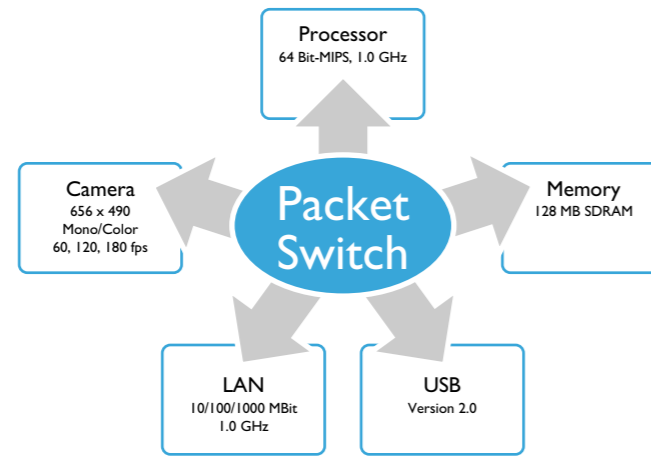 Processor
64 Bit-MIPS, 1.0 GHz
Camera
656 x 490
Mono/Color
60, 120, 180 fps
Packet
Switch
Memory
128 MB SDRAM
LAN
10/100/1000 MBit
1.0 GHz
USB
Version 2.0